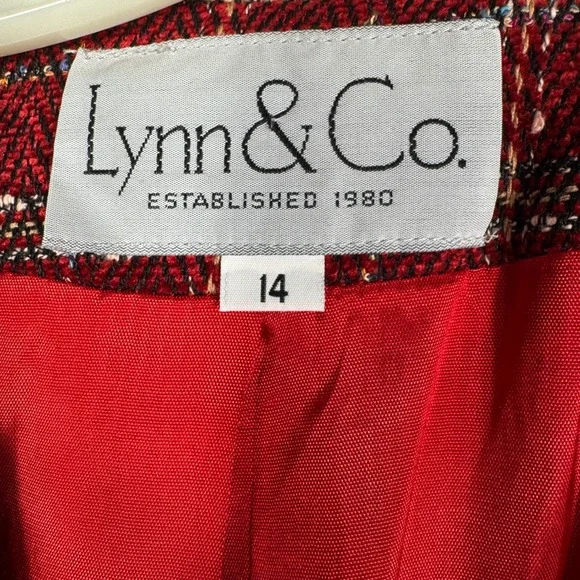 Lynn & Co.
ESTABLISHED 1980
14